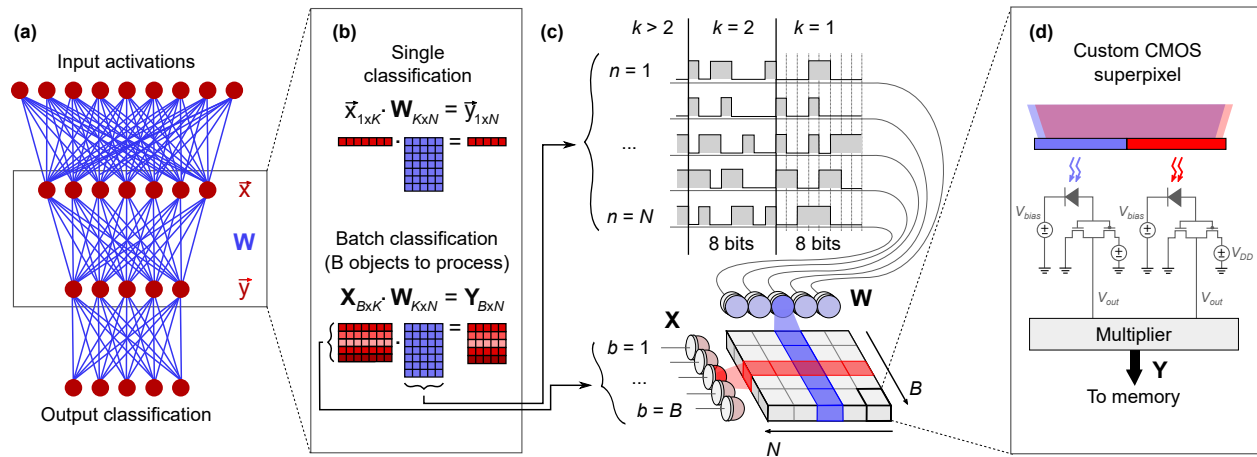 (a)
Input activations
x⃗
W
y⃗
Output classification
(b)
Single
classification
x⃗1xK · WKxN = y⃗1xN
· =
Batch classification
(B objects to process)
XBxK · WKxN = YBxN
· =
(c)
k > 2 k = 2 k = 1
n = 1
...
n = N
8 bits 8 bits
W
X
b = 1
...
b = B
B
N
(d)
Custom CMOS
superpixel
Vbias Vbias
VDD
Vout Vout
Multiplier
Y
To memory